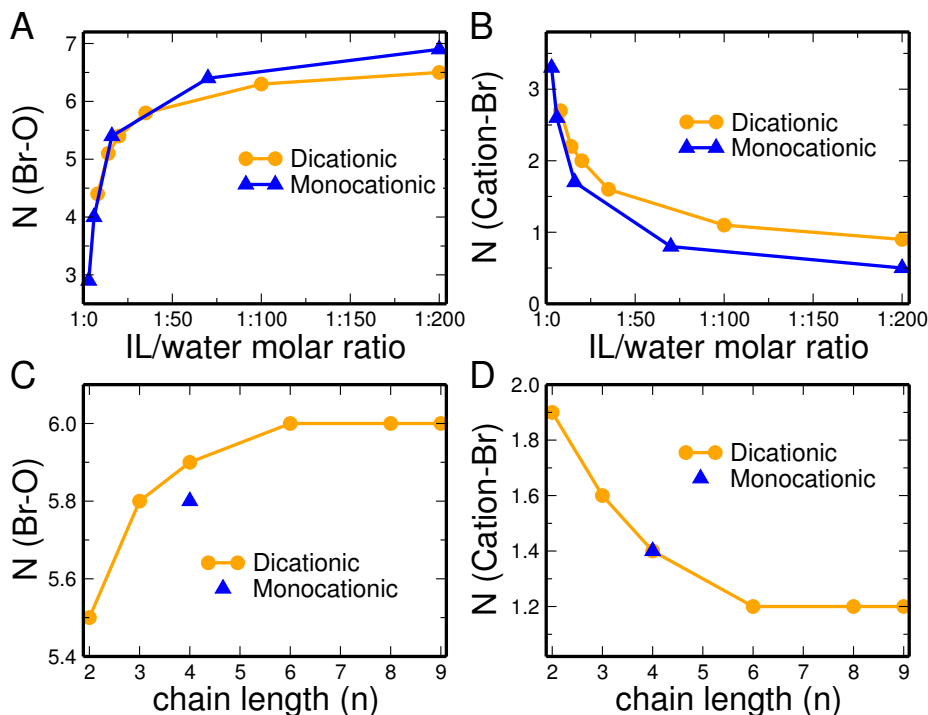 A
N (Br-O)
7
6
5
4
3
Dicationic
Monocationic
1:0 1:50 1:100 1:150 1:200
IL/water molar ratio
B
N (Cation-Br)
3
2
1
0
Dicationic
Monocationic
1:0 1:50 1:100 1:150 1:200
IL/water molar ratio
C
N (Br-O)
6.0
5.8
5.6
5.4
Dicationic
Monocationic
2 3 4 5 6 7 8 9
chain length (n)
D
N (Cation-Br)
2.0
1.8
1.6
1.4
1.2
Dicationic
Monocationic
2 3 4 5 6 7 8 9
chain length (n)